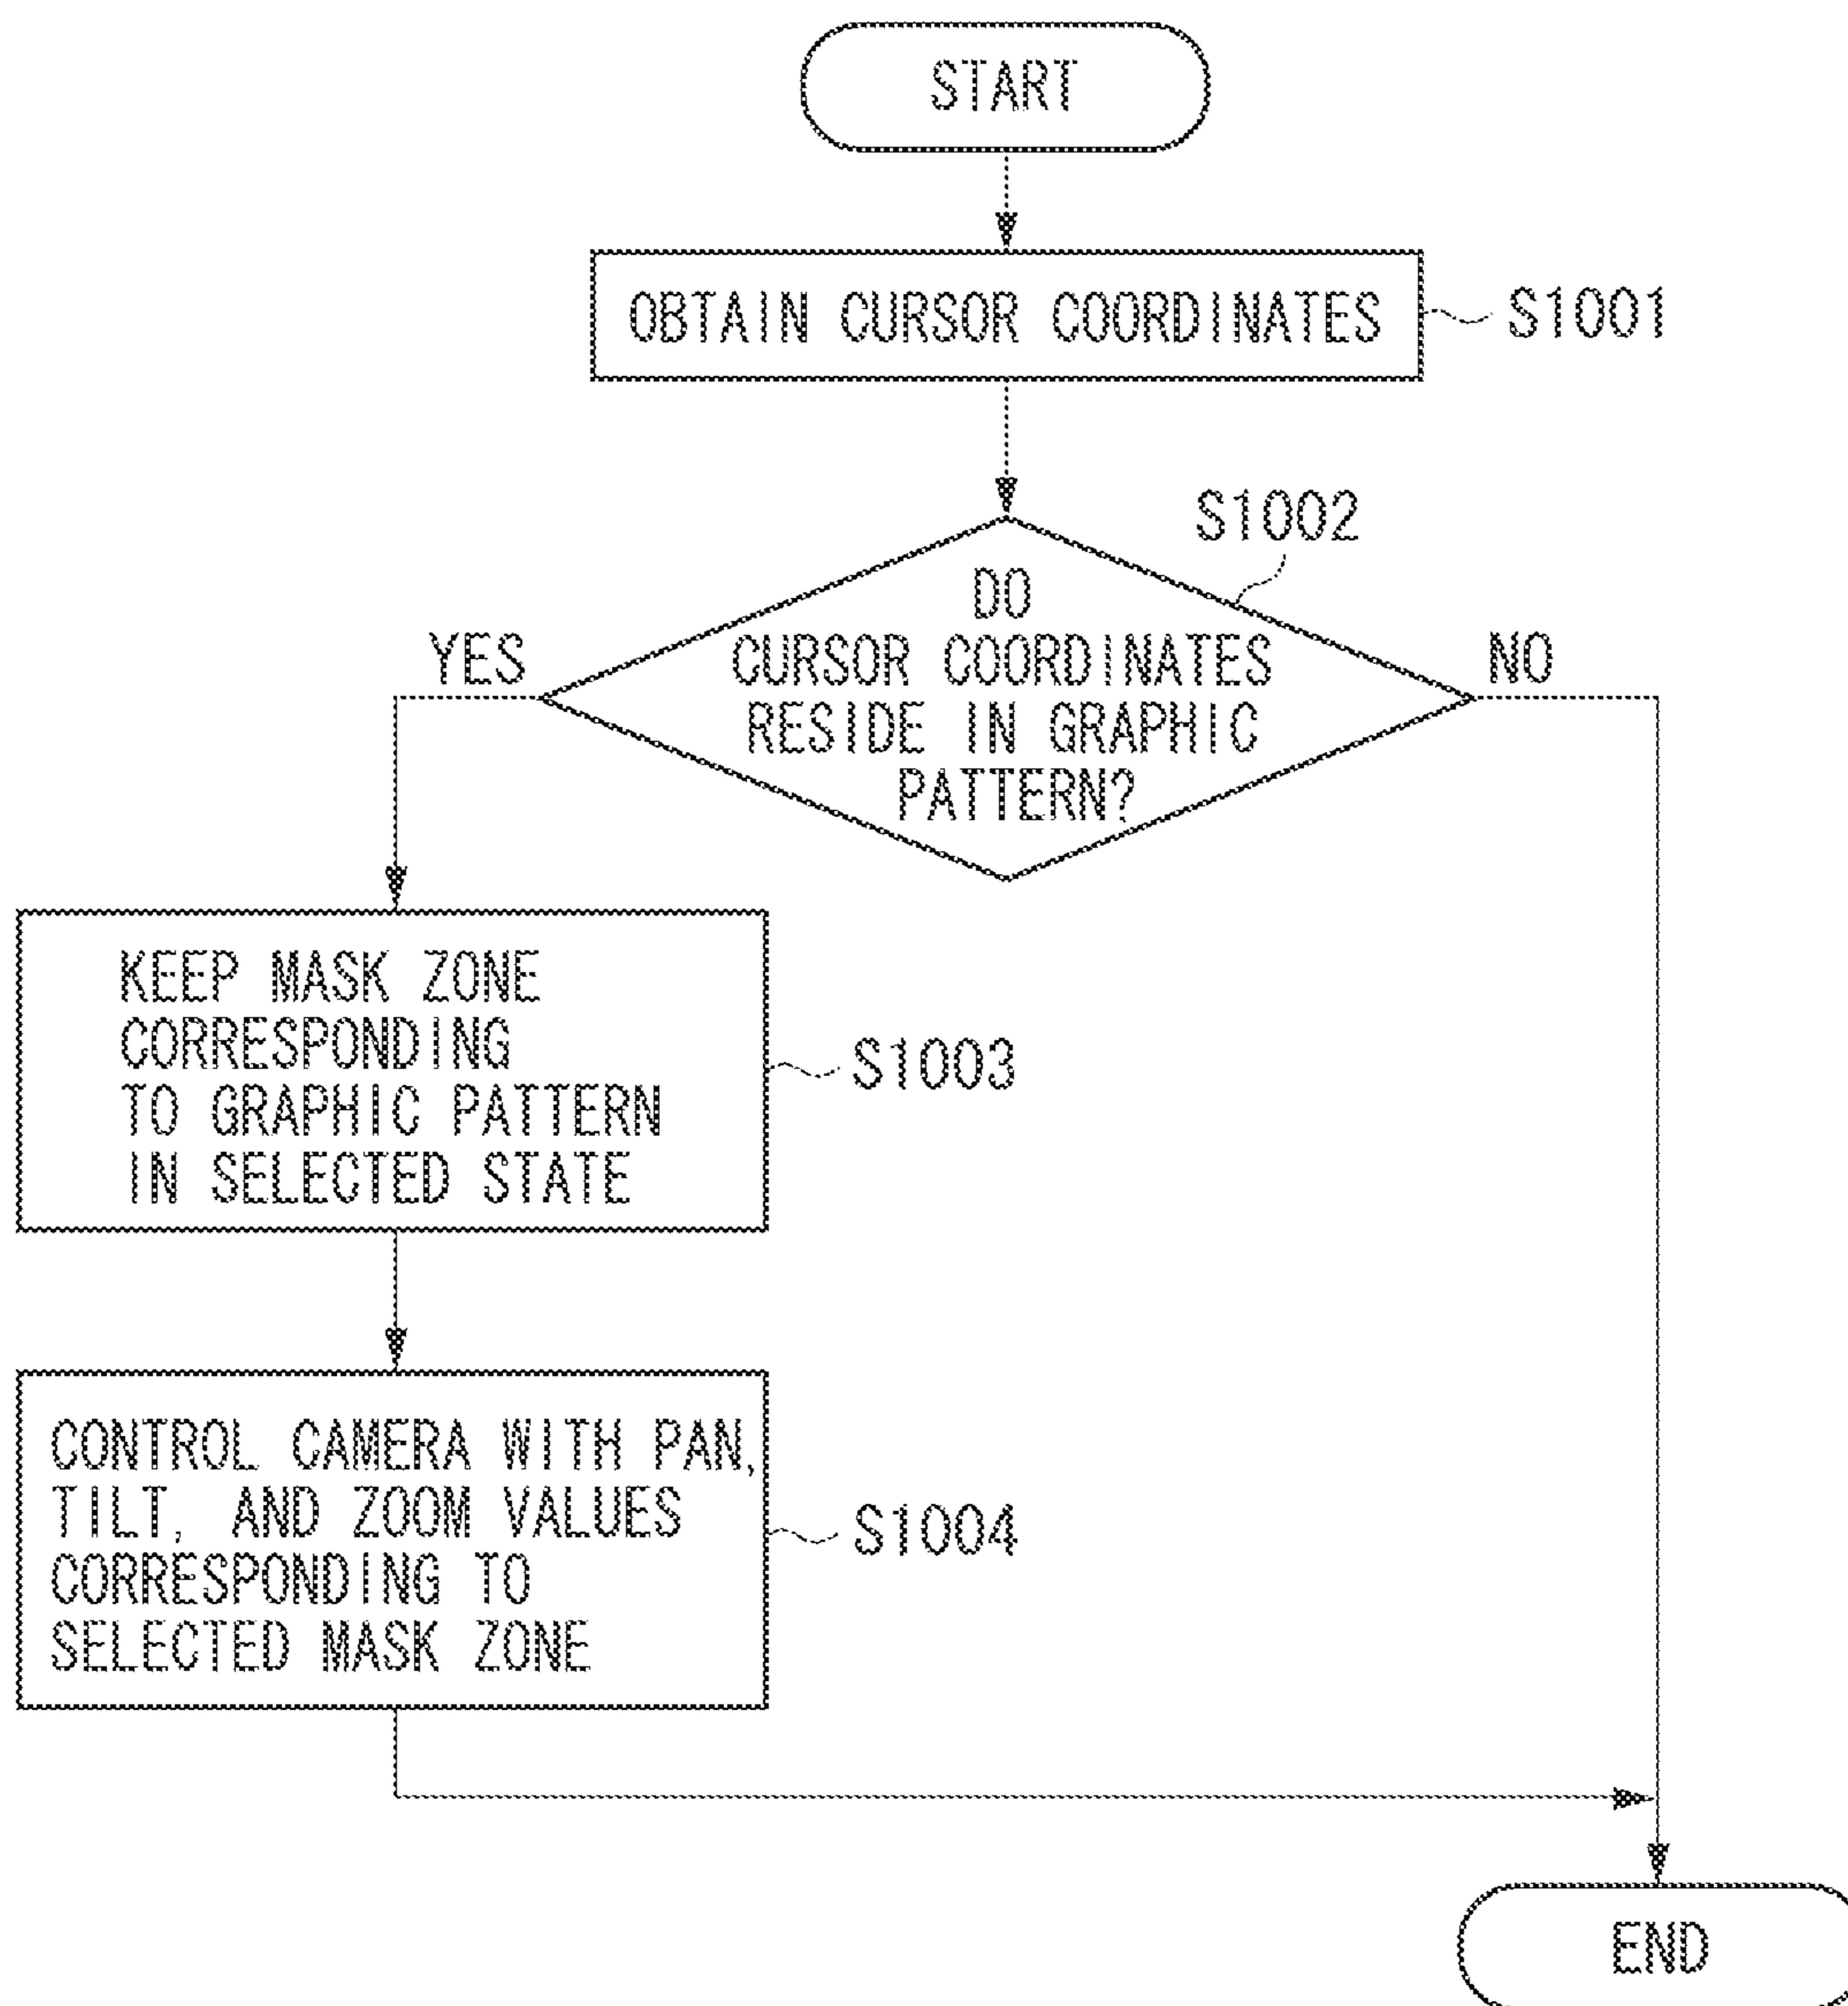 START
OBTAIN CURSOR COORDINATES
S1001
S1002
DO
CURSOR COORDINATES
RESIDE IN GRAPHIC
PATTERN?
YES
NO
KEEP MASK ZONE
CORRESPONDING
TO GRAPHIC PATTERN
IN SELECTED STATE
S1003
CONTROL CAMERA WITH PAN,
TILT, AND ZOOM VALUES
CORRESPONDING TO
SELECTED MASK ZONE
S1004
END